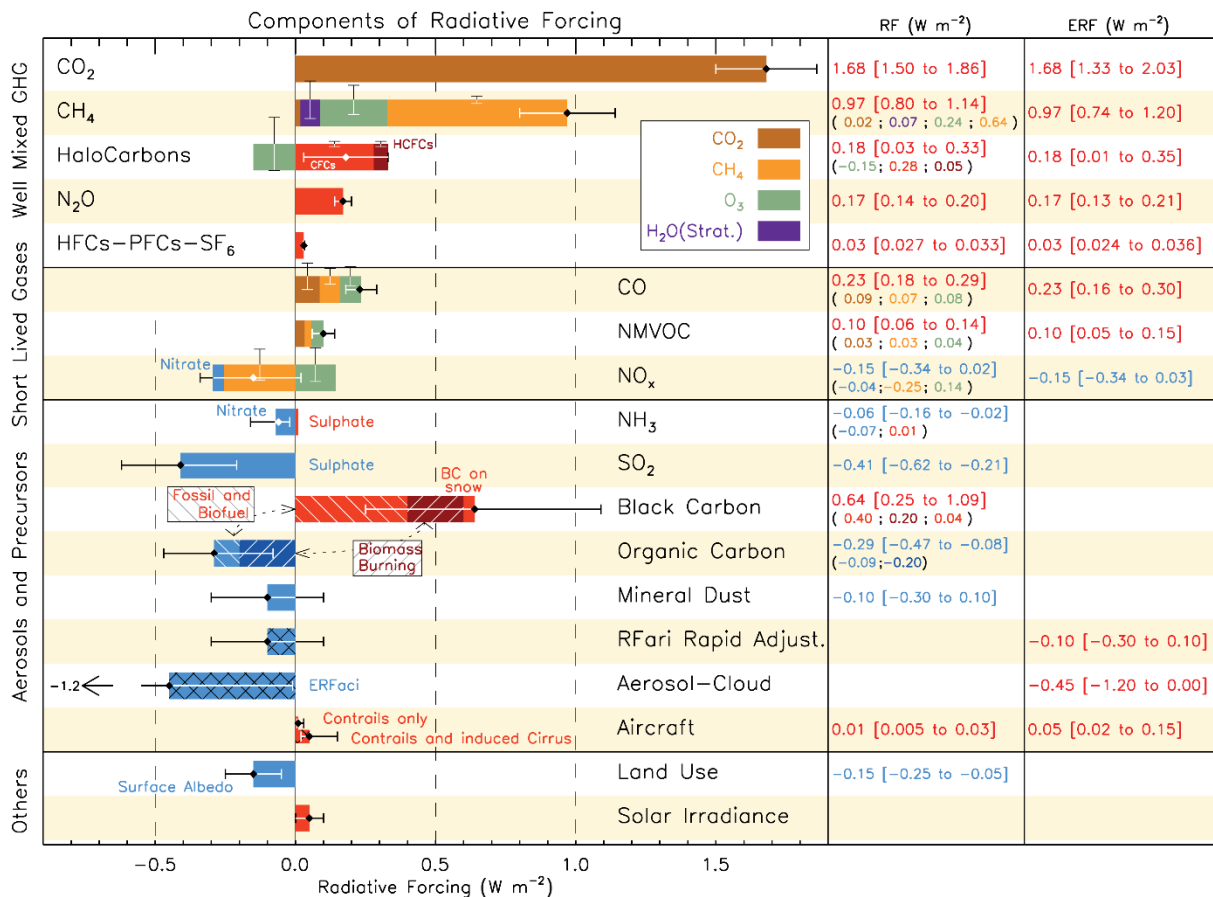 Components of Radiative Forcing
RF (W m−2)
ERF (W m−2)
Well Mixed GHG
CO2
1.68 [1.50 to 1.86]
1.68 [1.33 to 2.03]
CH4
0.97 [0.80 to 1.14]
( 0.02 ; 0.07 ; 0.24 ; 0.64 )
0.97 [0.74 to 1.20]
HaloCarbons
CFCs
HCFCs
0.18 [0.03 to 0.33]
(−0.15; 0.28 ; 0.05 )
0.18 [0.01 to 0.35]
N2O
0.17 [0.14 to 0.20]
0.17 [0.13 to 0.21]
HFCs−PFCs−SF6
0.03 [0.027 to 0.033]
0.03 [0.024 to 0.036]
CO2
CH4
O3
H2O(Strat.)
Short Lived Gases
CO
0.23 [0.18 to 0.29]
( 0.09 ; 0.07 ; 0.08 )
0.23 [0.16 to 0.30]
NMVOC
0.10 [0.06 to 0.14]
( 0.03 ; 0.03 ; 0.04 )
0.10 [0.05 to 0.15]
Nitrate
NOx
−0.15 [−0.34 to 0.02]
(−0.04;−0.25; 0.14 )
−0.15 [−0.34 to 0.03]
Aerosols and Precursors
Nitrate
Sulphate
NH3
−0.06 [−0.16 to −0.02]
(−0.07; 0.01 )
Sulphate
SO2
−0.41 [−0.62 to −0.21]
Fossil and
Biofuel
BC on
snow
Black Carbon
0.64 [0.25 to 1.09]
( 0.40 ; 0.20 ; 0.04 )
Biomass
Burning
Organic Carbon
−0.29 [−0.47 to −0.08]
(−0.09;−0.20)
Mineral Dust
−0.10 [−0.30 to 0.10]
RFari Rapid Adjust.
−0.10 [−0.30 to 0.10]
−1.2
ERFaci
Aerosol−Cloud
−0.45 [−1.20 to 0.00]
Contrails only
Contrails and induced Cirrus
Aircraft
0.01 [0.005 to 0.03]
0.05 [0.02 to 0.15]
Others
Surface Albedo
Land Use
−0.15 [−0.25 to −0.05]
Solar Irradiance
−0.5
0.0
0.5
1.0
1.5
Radiative Forcing (W m−2)